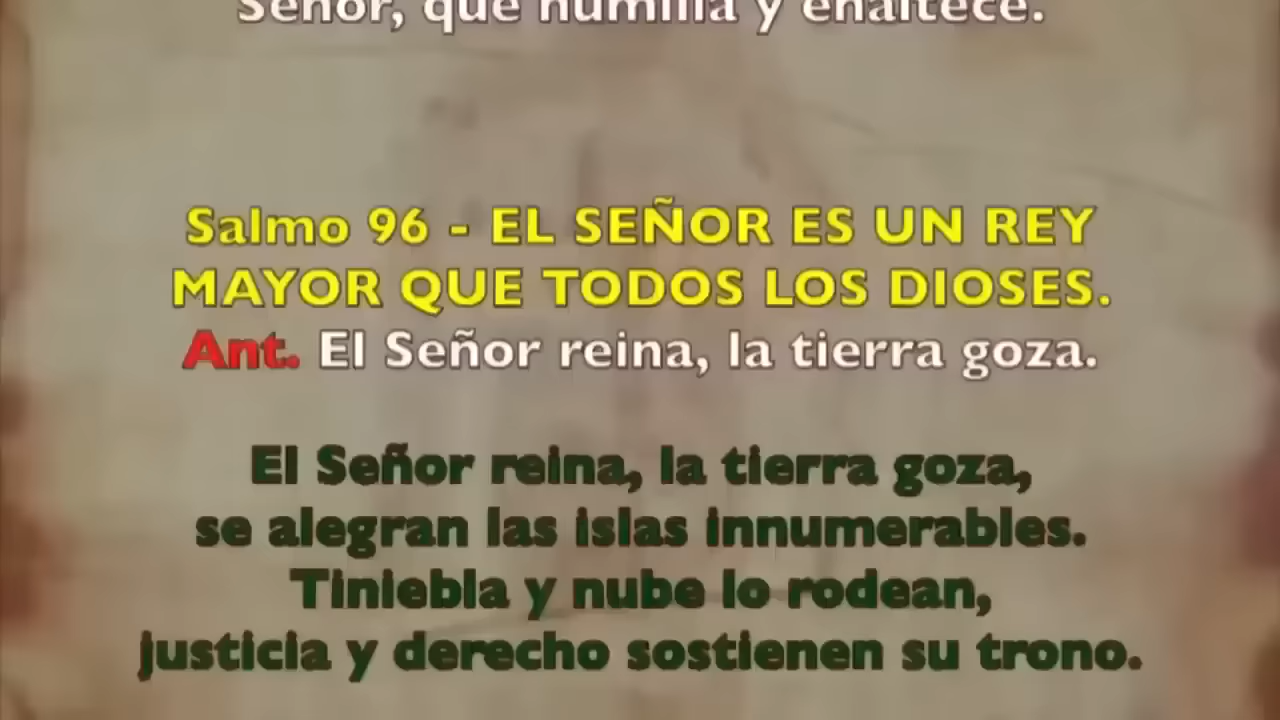 Señor, que humilla y enaltece.
Salmo 96 - EL SEÑOR ES UN REY
MAYOR QUE TODOS LOS DIOSES.
Ant. El Señor reina, la tierra goza.
El Señor reina, la tierra goza,
se alegran las islas innumerables.
Tiniebla y nube lo rodean,
justicia y derecho sostienen su trono.